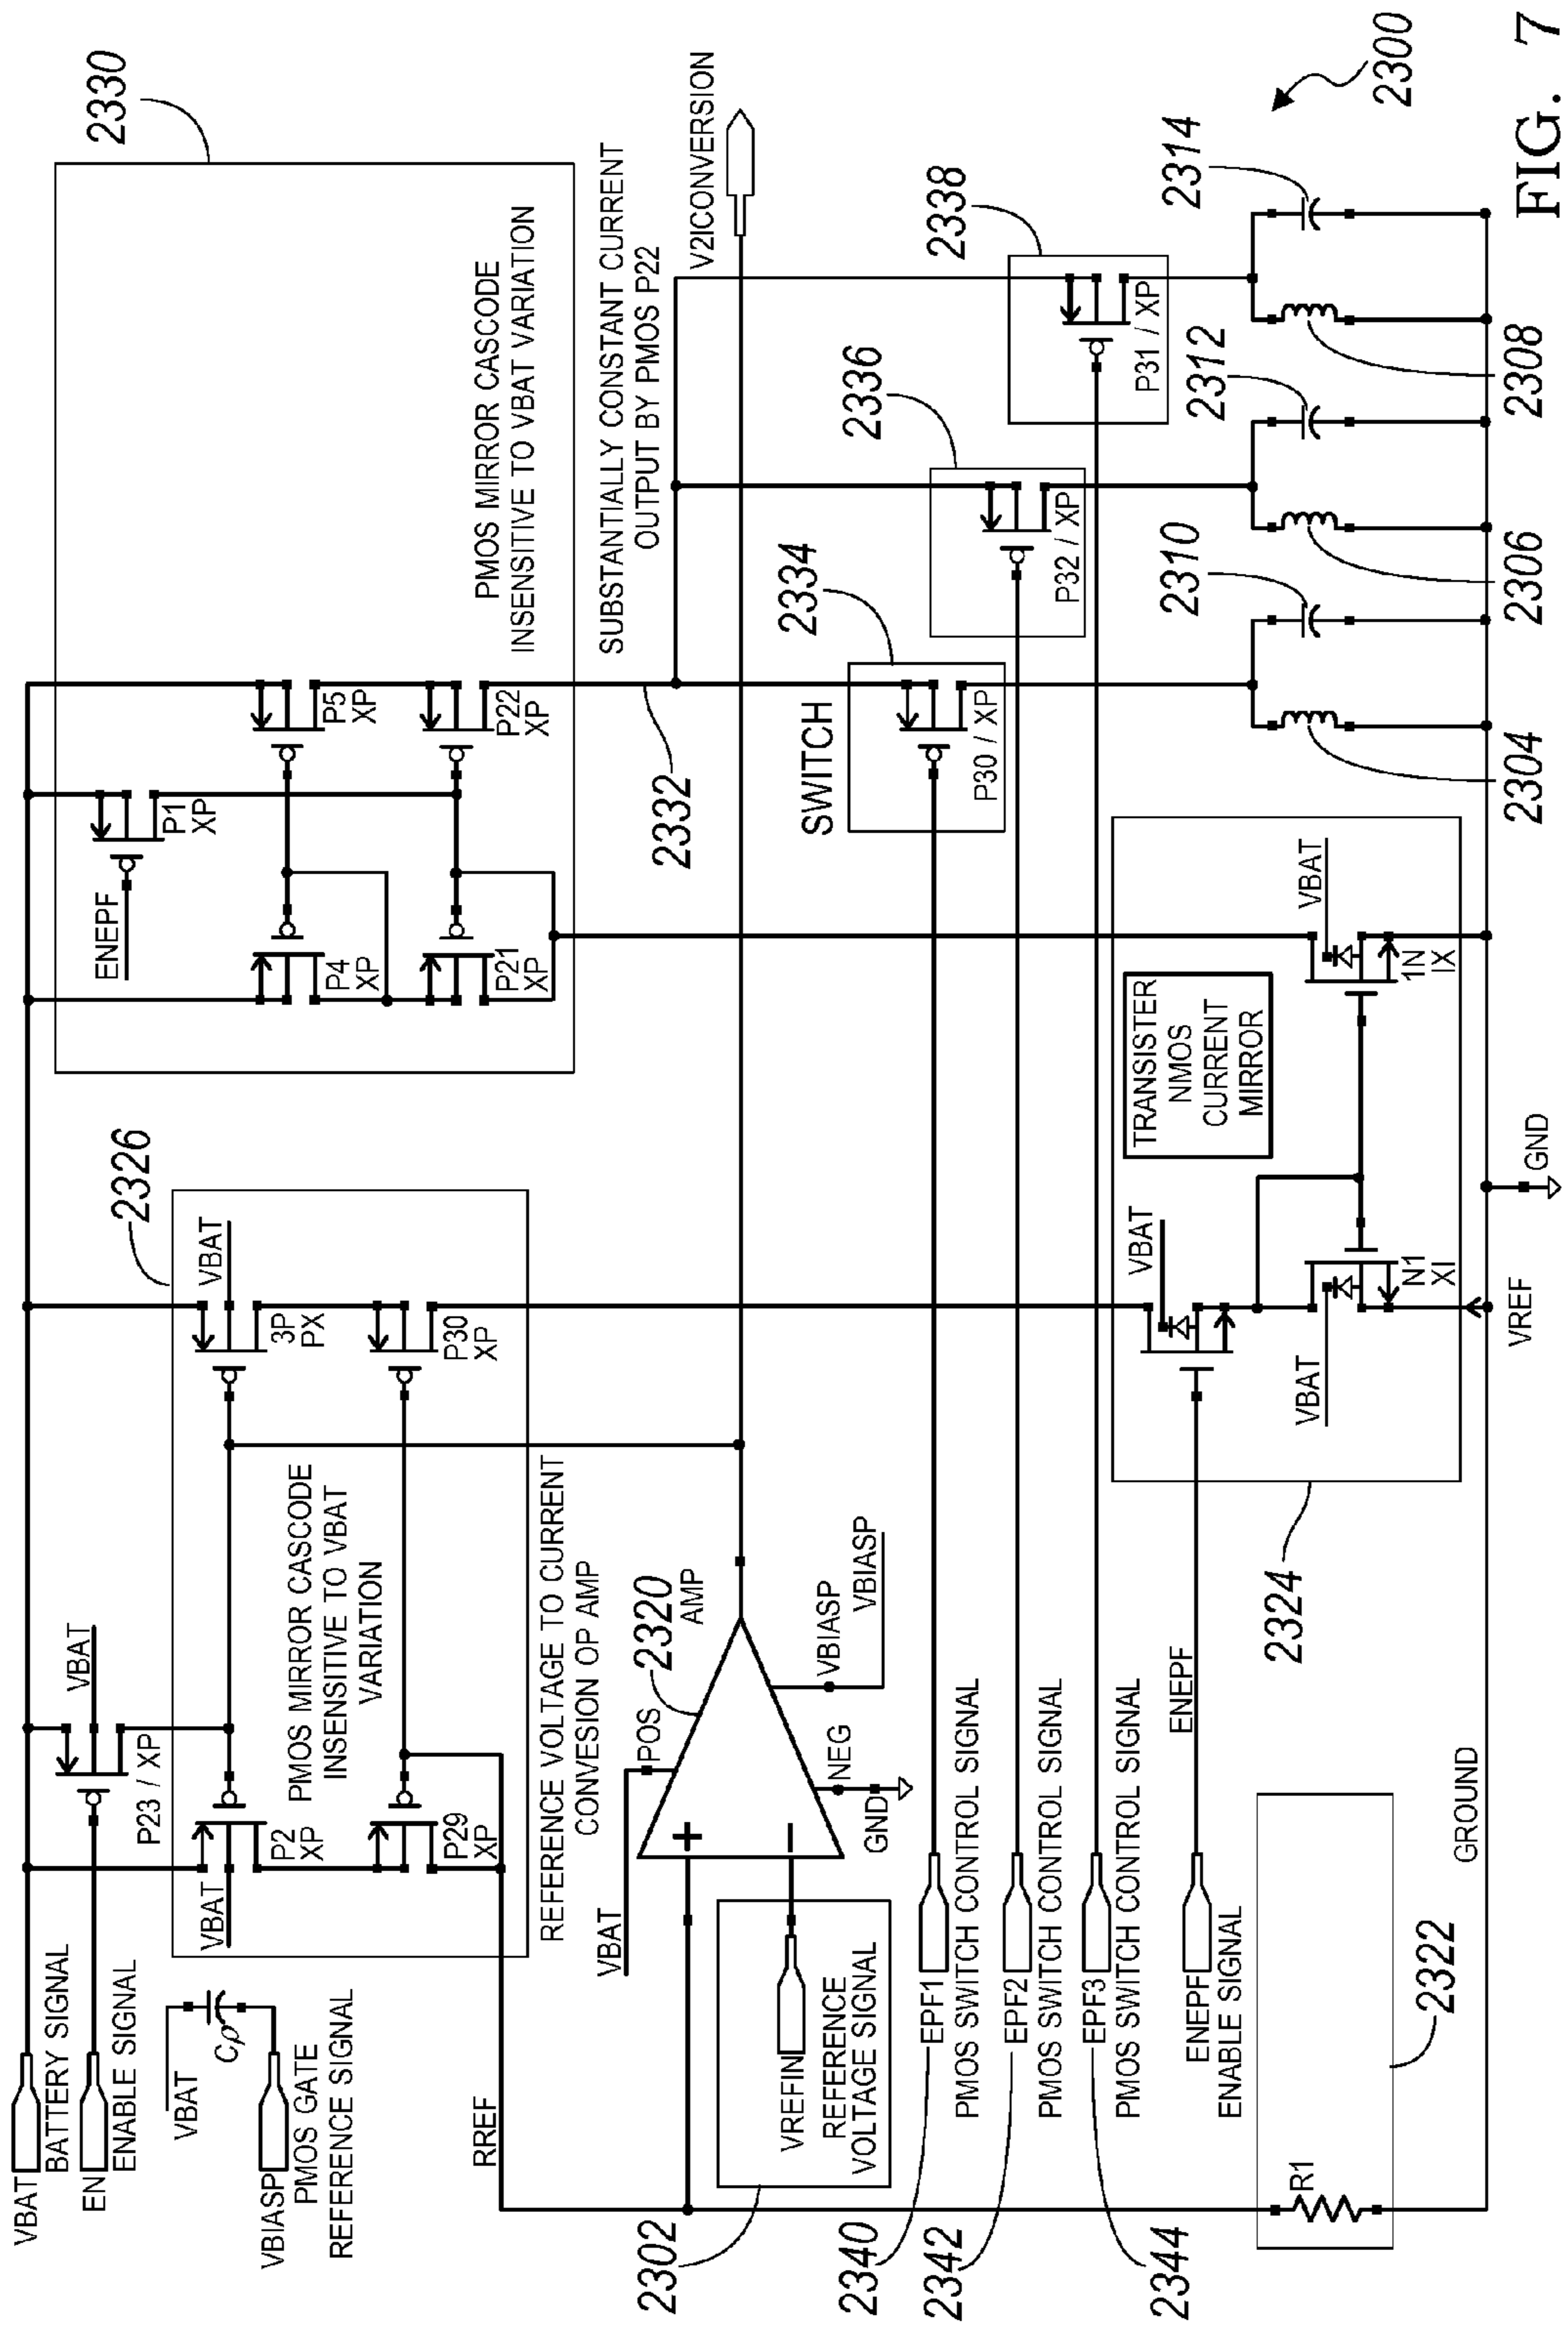 2330
PMOS MIRROR CASCODE
INSENSITIVE TO VBAT VARIATION
ENEPF
P1
XP
P4
XP
P5
XP
P21
XP
P22
XP
SUBSTANTIALLY CONSTANT CURRENT
OUTPUT BY PMOS P22
V2ICONVERSION
2332
2326
VBAT
3P
PX
P30
XP
VBAT
P23 / XP
VBAT
P2
XP
P29
XP
PMOS MIRROR CASCODE
INSENSITIVE TO VBAT
VARIATION
VBAT
BATTERY SIGNAL
EN
ENABLE SIGNAL
VBAT
Cρ
VBIASP
PMOS GATE
REFERENCE SIGNAL
RREF
REFERENCE VOLTAGE TO CURRENT
CONVESION OP AMP
2320
AMP
VBAT
POS
+
−
NEG
GND
VBIASP
VBIASP
2302
VREFIN
REFERENCE
VOLTAGE SIGNAL
SWITCH
2334
P30 / XP
2336
P32 / XP
2338
P31 / XP
2340
EPF1
PMOS SWITCH CONTROL SIGNAL
2342
EPF2
PMOS SWITCH CONTROL SIGNAL
2344
EPF3
PMOS SWITCH CONTROL SIGNAL
ENEPF
ENABLE SIGNAL
ENEPF
2324
TRANSISTER
NMOS
CURRENT
MIRROR
VBAT
VBAT
N1
XI
VBAT
1N
IX
2310
2312
2314
2304
2306
2308
2322
R1
GROUND
VREF
GND
2300
FIG. 7